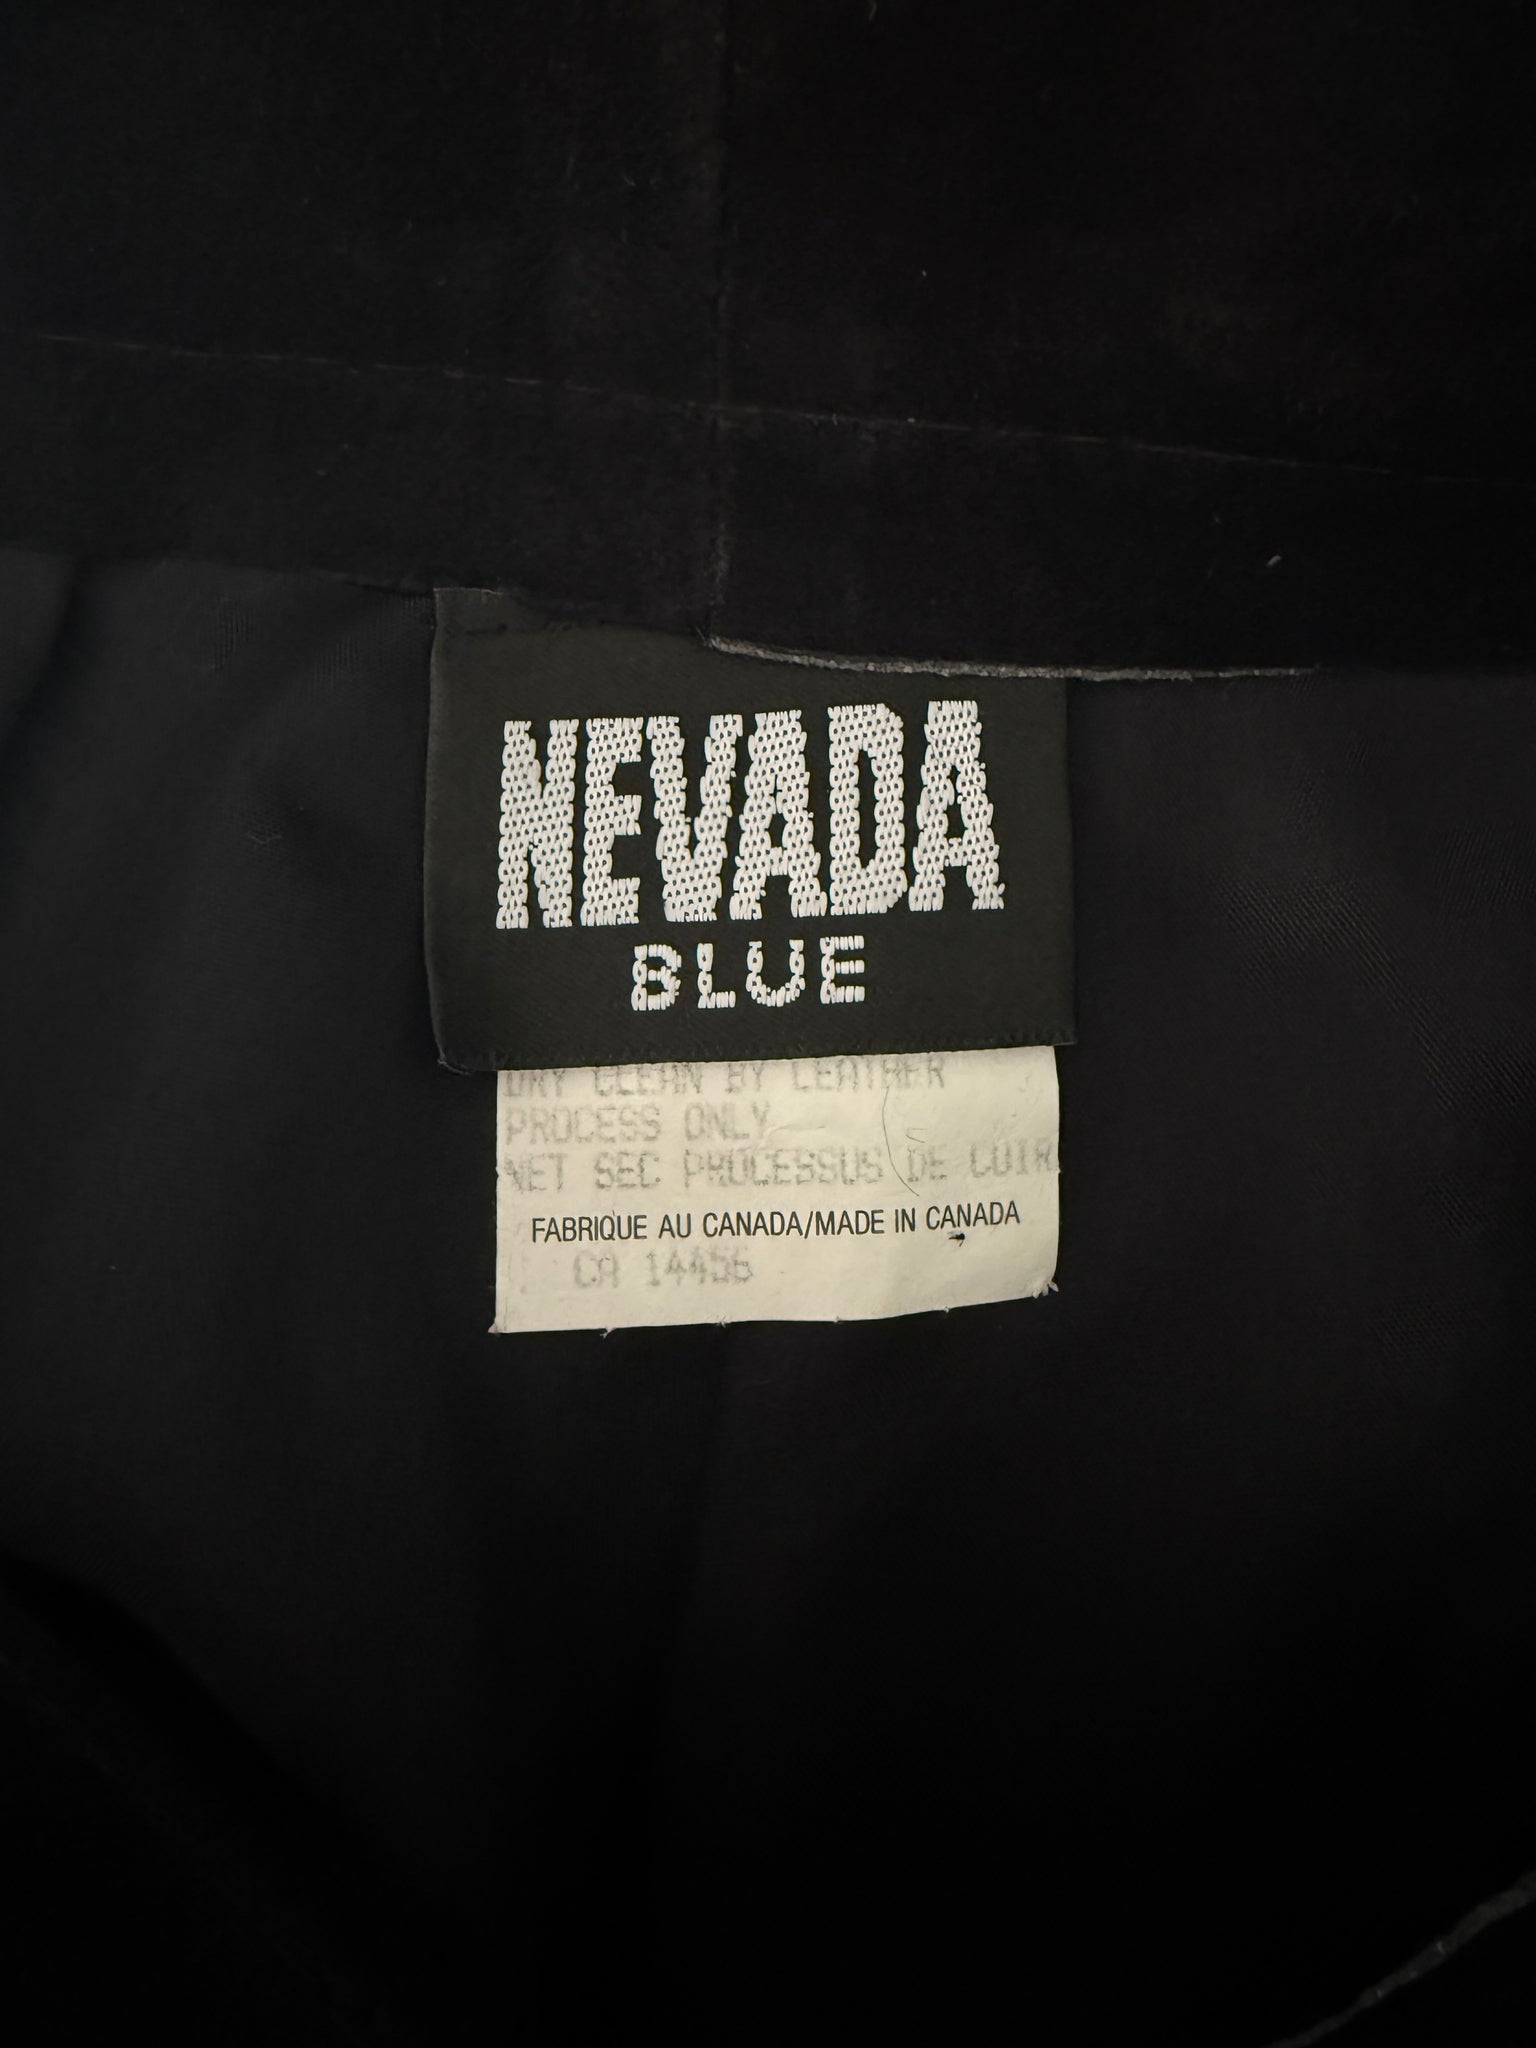 NEVADA
BLUE
DRY CLEAN BY LEATHER
PROCESS ONLY
NET SEC PROCESSUS DE CUIR
FABRIQUE AU CANADA/MADE IN CANADA
CA 14456